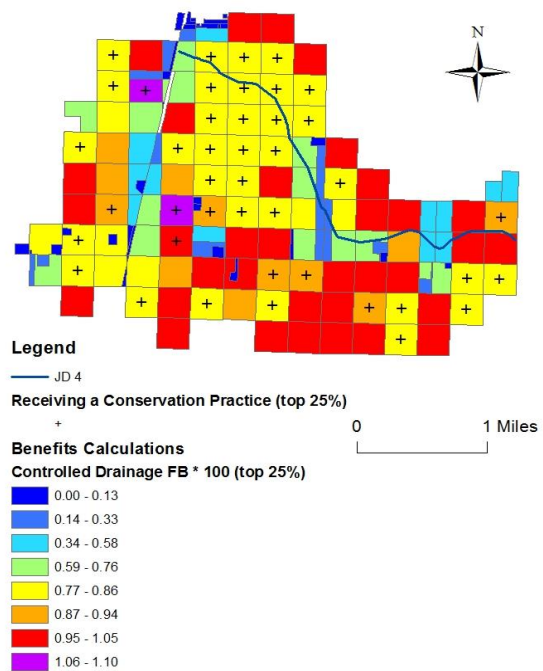 N
Legend
JD 4
Receiving a Conservation Practice (top 25%)
+
Benefits Calculations
Controlled Drainage FB * 100 (top 25%)
0.00 - 0.13
0.14 - 0.33
0.34 - 0.58
0.59 - 0.76
0.77 - 0.86
0.87 - 0.94
0.95 - 1.05
1.06 - 1.10
0 1 Miles